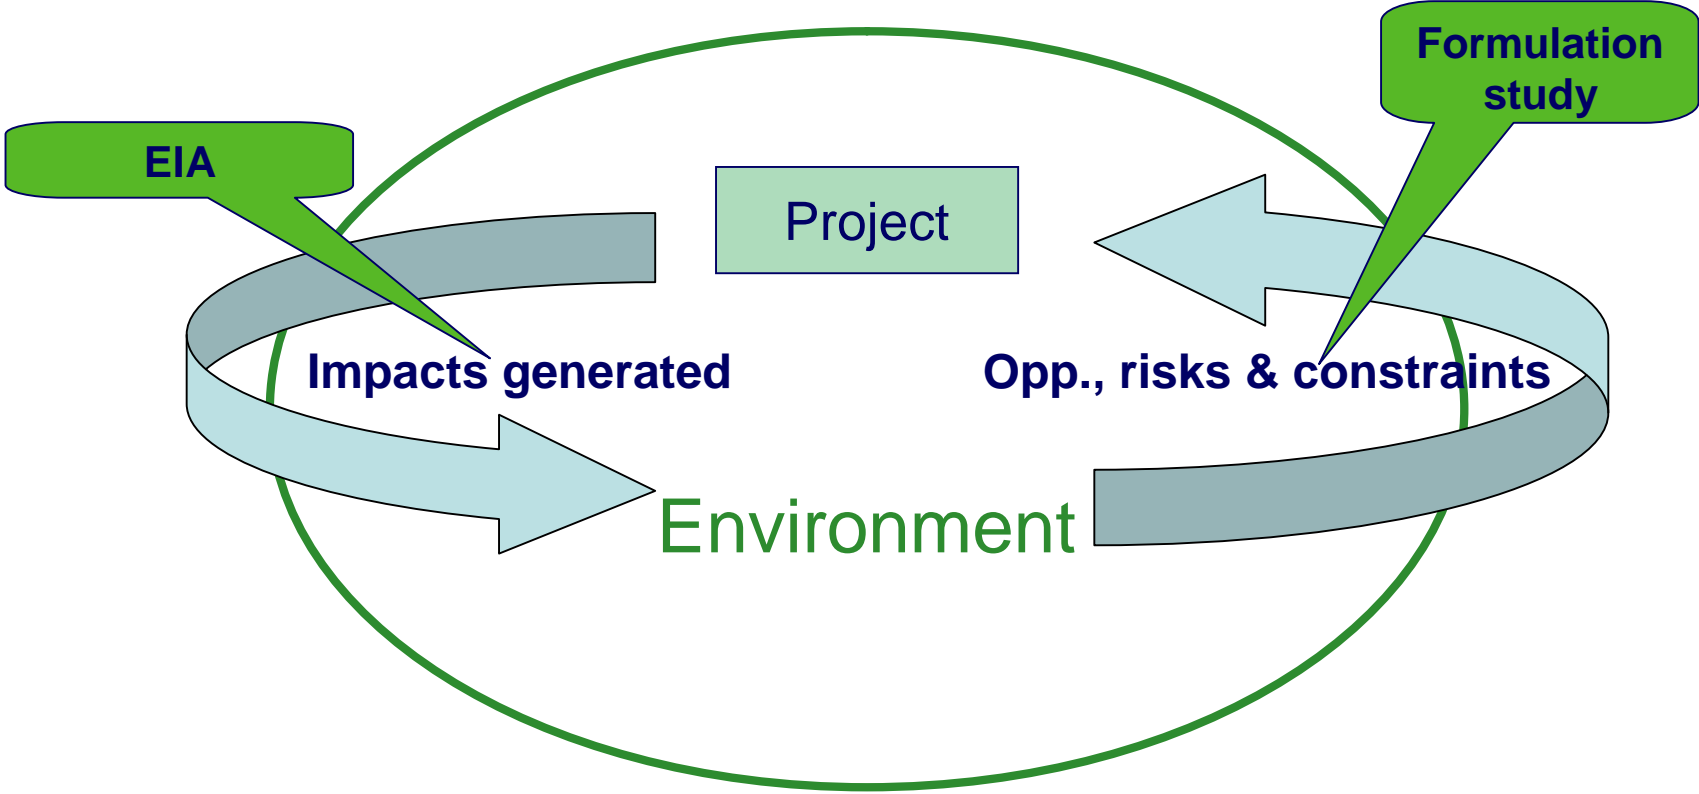 Formulation
study
EIA
Project
Impacts generated
Opp., risks & constraints
Environment